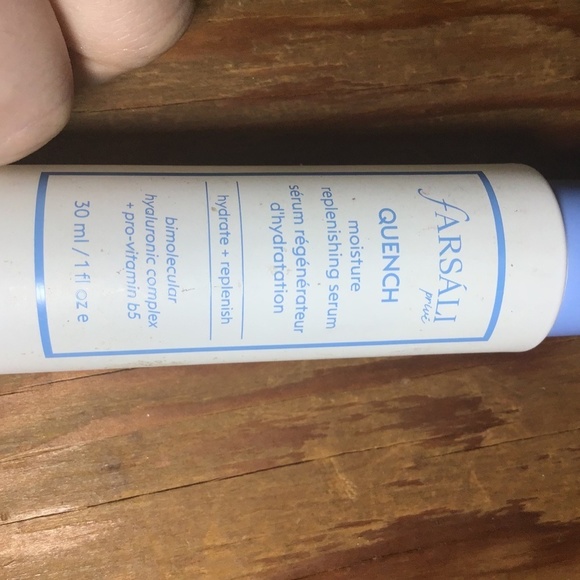 fARSÁLI
privé
QUENCH
moisture
replenishing serum
sérum régénérateur
d'hydratation
hydrate + replenish
bimolecular
hyaluronic complex
+ pro-vitamin b5
30 ml / 1 fl oz e